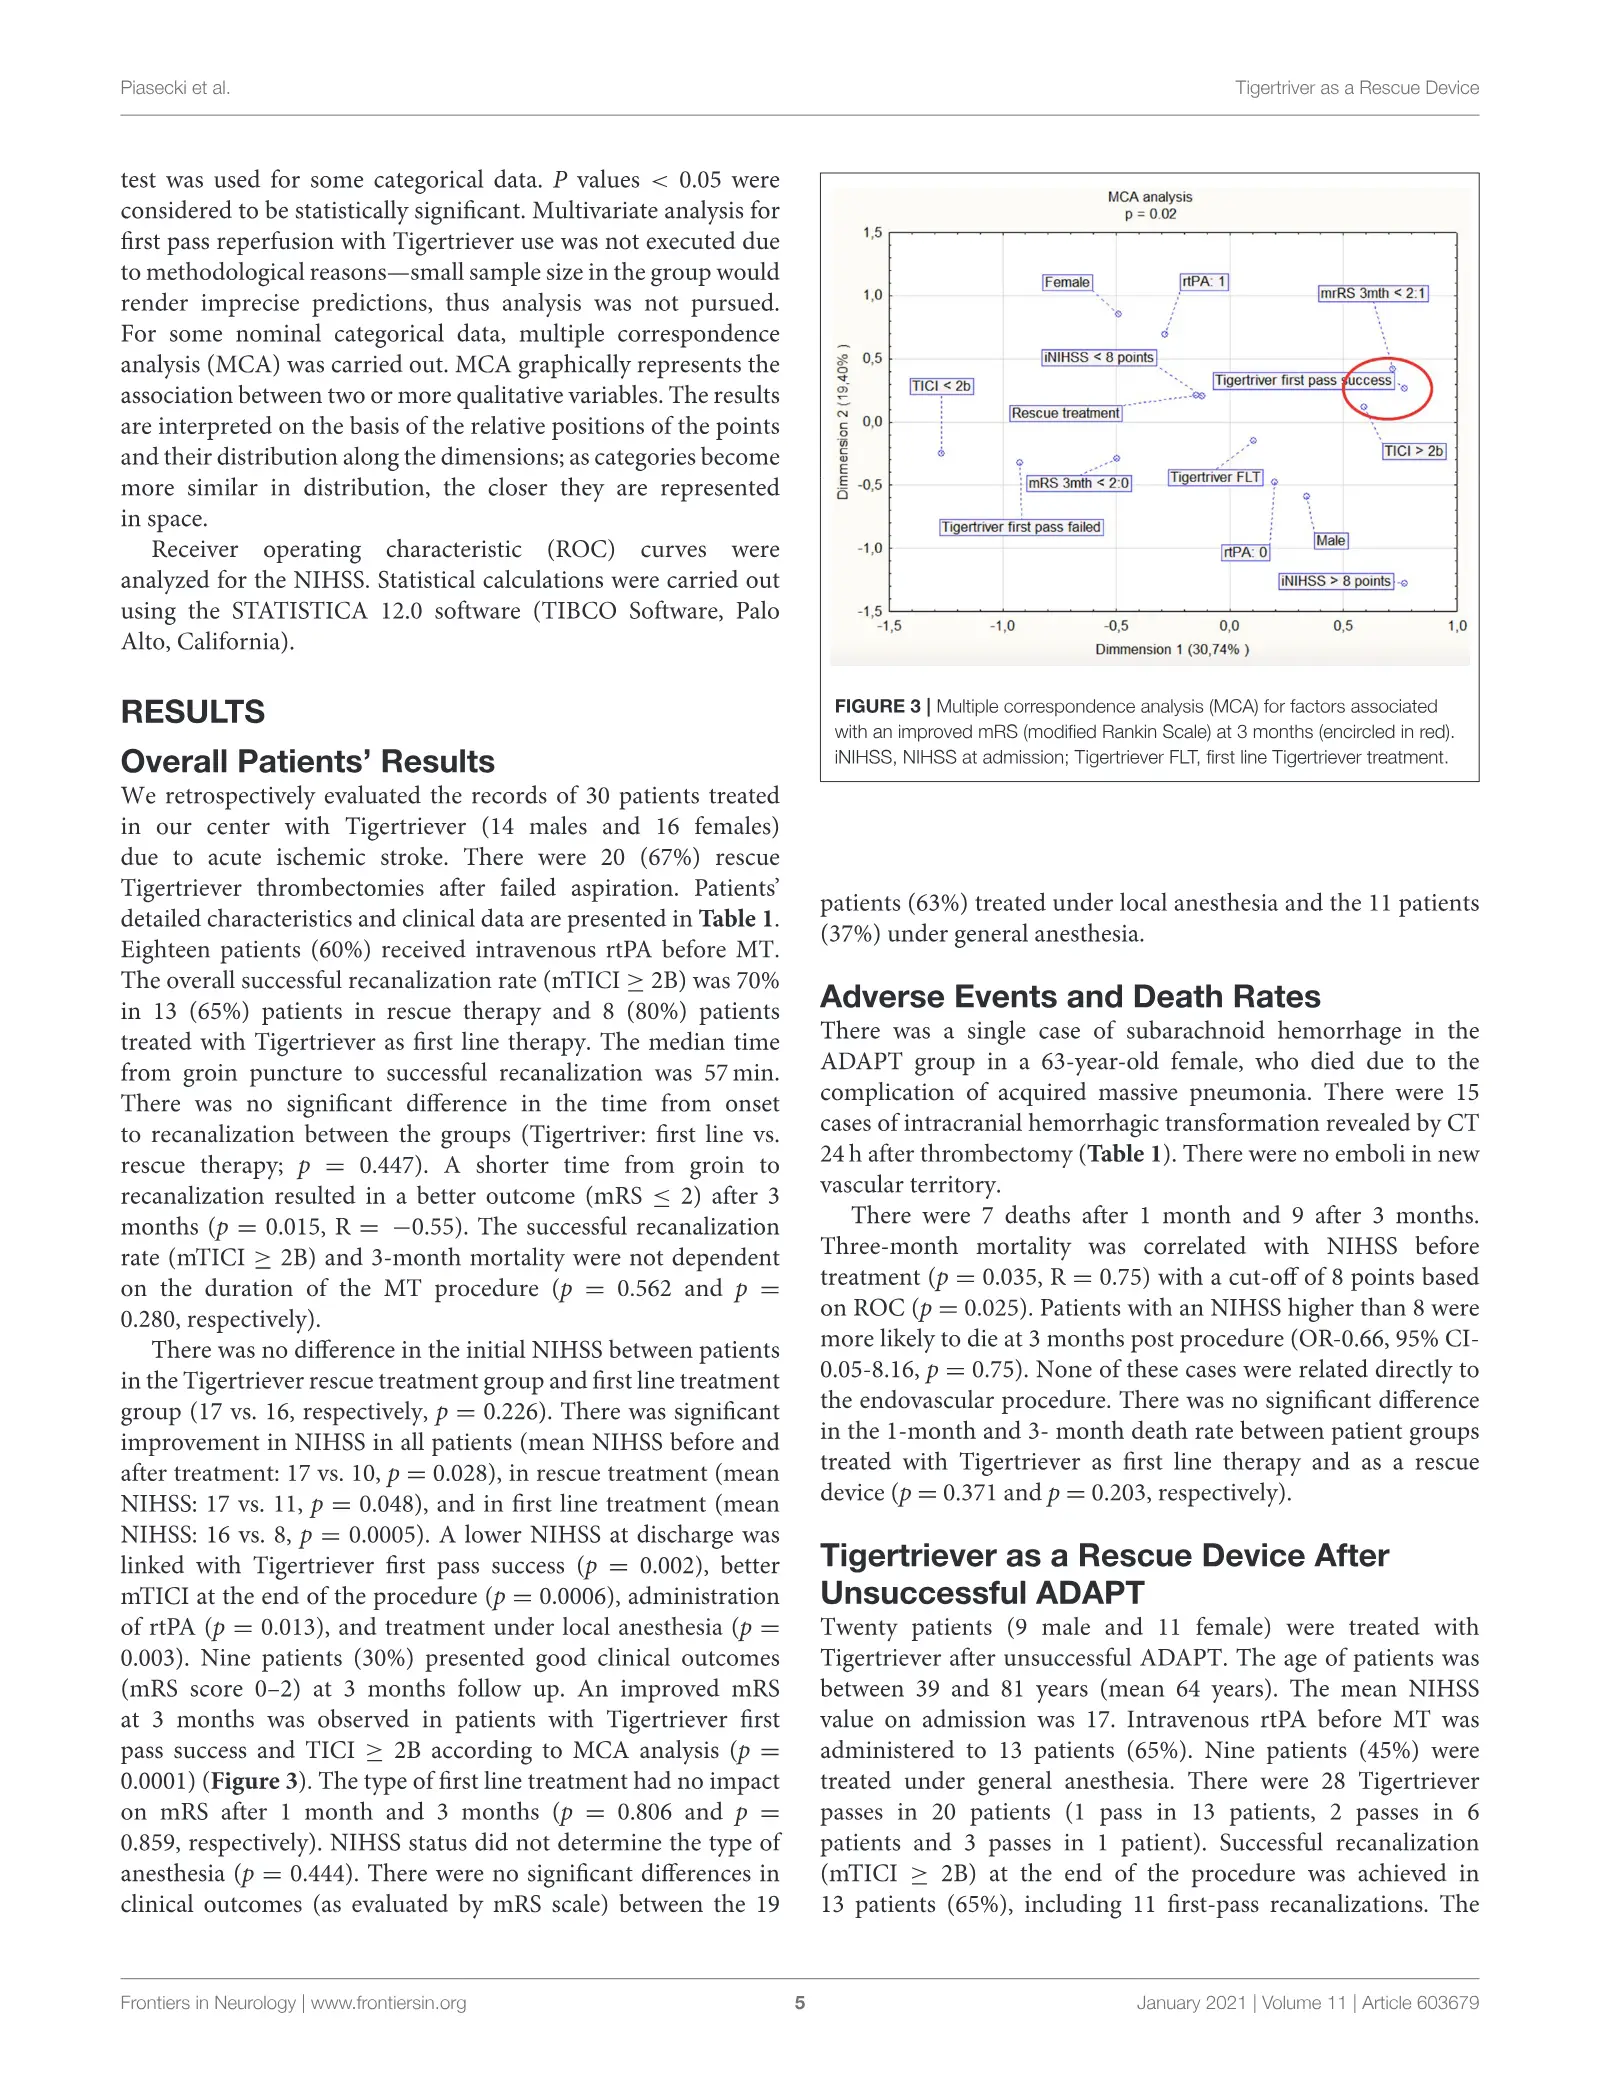 Piasecki et al.
Tigertriver as a Rescue Device
test was used for some categorical data. P values < 0.05 were
considered to be statistically significant. Multivariate analysis for
first pass reperfusion with Tigertriever use was not executed due
to methodological reasons—small sample size in the group would
render imprecise predictions, thus analysis was not pursued.
For some nominal categorical data, multiple correspondence
analysis (MCA) was carried out. MCA graphically represents the
association between two or more qualitative variables. The results
are interpreted on the basis of the relative positions of the points
and their distribution along the dimensions; as categories become
more similar in distribution, the closer they are represented
in space.
Receiver operating characteristic (ROC) curves were
analyzed for the NIHSS. Statistical calculations were carried out
using the STATISTICA 12.0 software (TIBCO Software, Palo
Alto, California).
RESULTS
Overall Patients' Results
We retrospectively evaluated the records of 30 patients treated
in our center with Tigertriever (14 males and 16 females)
due to acute ischemic stroke. There were 20 (67%) rescue
Tigertriever thrombectomies after failed aspiration. Patients'
detailed characteristics and clinical data are presented in Table 1.
Eighteen patients (60%) received intravenous rtPA before MT.
The overall successful recanalization rate (mTICI ≥ 2B) was 70%
in 13 (65%) patients in rescue therapy and 8 (80%) patients
treated with Tigertriever as first line therapy. The median time
from groin puncture to successful recanalization was 57 min.
There was no significant difference in the time from onset
to recanalization between the groups (Tigertriver: first line vs.
rescue therapy; p = 0.447). A shorter time from groin to
recanalization resulted in a better outcome (mRS ≤ 2) after 3
months (p = 0.015, R = −0.55). The successful recanalization
rate (mTICI ≥ 2B) and 3-month mortality were not dependent
on the duration of the MT procedure (p = 0.562 and p =
0.280, respectively).
There was no difference in the initial NIHSS between patients
in the Tigertriever rescue treatment group and first line treatment
group (17 vs. 16, respectively, p = 0.226). There was significant
improvement in NIHSS in all patients (mean NIHSS before and
after treatment: 17 vs. 10, p = 0.028), in rescue treatment (mean
NIHSS: 17 vs. 11, p = 0.048), and in first line treatment (mean
NIHSS: 16 vs. 8, p = 0.0005). A lower NIHSS at discharge was
linked with Tigertriever first pass success (p = 0.002), better
mTICI at the end of the procedure (p = 0.0006), administration
of rtPA (p = 0.013), and treatment under local anesthesia (p =
0.003). Nine patients (30%) presented good clinical outcomes
(mRS score 0–2) at 3 months follow up. An improved mRS
at 3 months was observed in patients with Tigertriever first
pass success and TICI ≥ 2B according to MCA analysis (p =
0.0001) (Figure 3). The type of first line treatment had no impact
on mRS after 1 month and 3 months (p = 0.806 and p =
0.859, respectively). NIHSS status did not determine the type of
anesthesia (p = 0.444). There were no significant differences in
clinical outcomes (as evaluated by mRS scale) between the 19
MCA analysis
p = 0.02
1,5
1,0
0,5
0,0
-0,5
-1,0
-1,5
Dimmension 2 (19,40% )
Female
rtPA: 1
mrRS 3mth < 2:1
iNIHSS < 8 points
TICI < 2b
Tigertriver first pass success
Rescue treatment
TICI > 2b
mRS 3mth < 2:0
Tigertriver FLT
Tigertriver first pass failed
Male
rtPA: 0
iNIHSS > 8 points
-1,5 -1,0 -0,5 0,0 0,5 1,0
Dimmension 1 (30,74% )
FIGURE 3 | Multiple correspondence analysis (MCA) for factors associated
with an improved mRS (modified Rankin Scale) at 3 months (encircled in red).
iNIHSS, NIHSS at admission; Tigertriever FLT, first line Tigertriever treatment.
patients (63%) treated under local anesthesia and the 11 patients
(37%) under general anesthesia.
Adverse Events and Death Rates
There was a single case of subarachnoid hemorrhage in the
ADAPT group in a 63-year-old female, who died due to the
complication of acquired massive pneumonia. There were 15
cases of intracranial hemorrhagic transformation revealed by CT
24 h after thrombectomy (Table 1). There were no emboli in new
vascular territory.
There were 7 deaths after 1 month and 9 after 3 months.
Three-month mortality was correlated with NIHSS before
treatment (p = 0.035, R = 0.75) with a cut-off of 8 points based
on ROC (p = 0.025). Patients with an NIHSS higher than 8 were
more likely to die at 3 months post procedure (OR-0.66, 95% CI-
0.05-8.16, p = 0.75). None of these cases were related directly to
the endovascular procedure. There was no significant difference
in the 1-month and 3- month death rate between patient groups
treated with Tigertriever as first line therapy and as a rescue
device (p = 0.371 and p = 0.203, respectively).
Tigertriever as a Rescue Device After
Unsuccessful ADAPT
Twenty patients (9 male and 11 female) were treated with
Tigertriever after unsuccessful ADAPT. The age of patients was
between 39 and 81 years (mean 64 years). The mean NIHSS
value on admission was 17. Intravenous rtPA before MT was
administered to 13 patients (65%). Nine patients (45%) were
treated under general anesthesia. There were 28 Tigertriever
passes in 20 patients (1 pass in 13 patients, 2 passes in 6
patients and 3 passes in 1 patient). Successful recanalization
(mTICI ≥ 2B) at the end of the procedure was achieved in
13 patients (65%), including 11 first-pass recanalizations. The
Frontiers in Neurology | www.frontiersin.org
5
January 2021 | Volume 11 | Article 603679